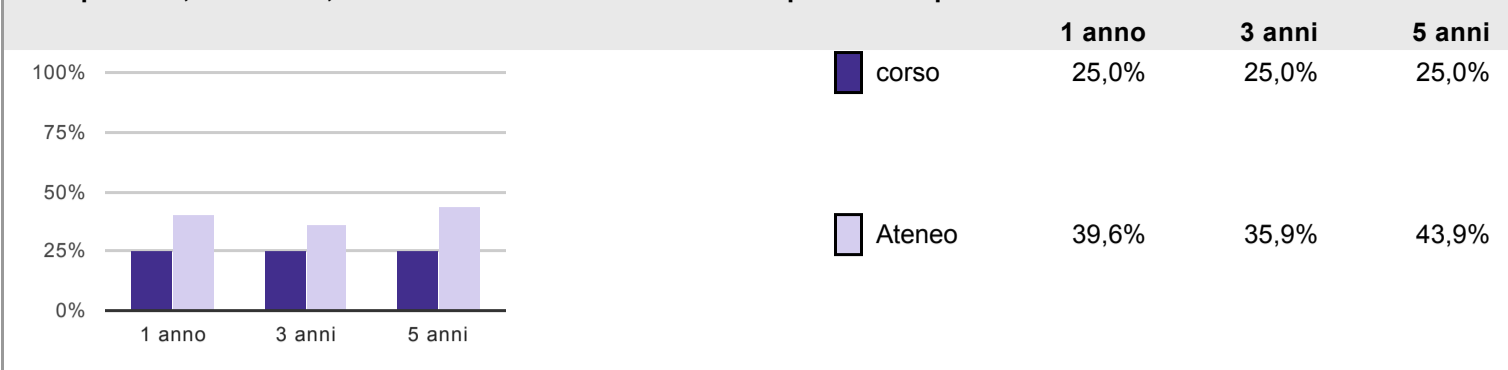 1 anno 3 anni 5 anni
100%
75%
50%
25%
0%
1 anno 3 anni 5 anni
corso 25,0% 25,0% 25,0%
Ateneo 39,6% 35,9% 43,9%